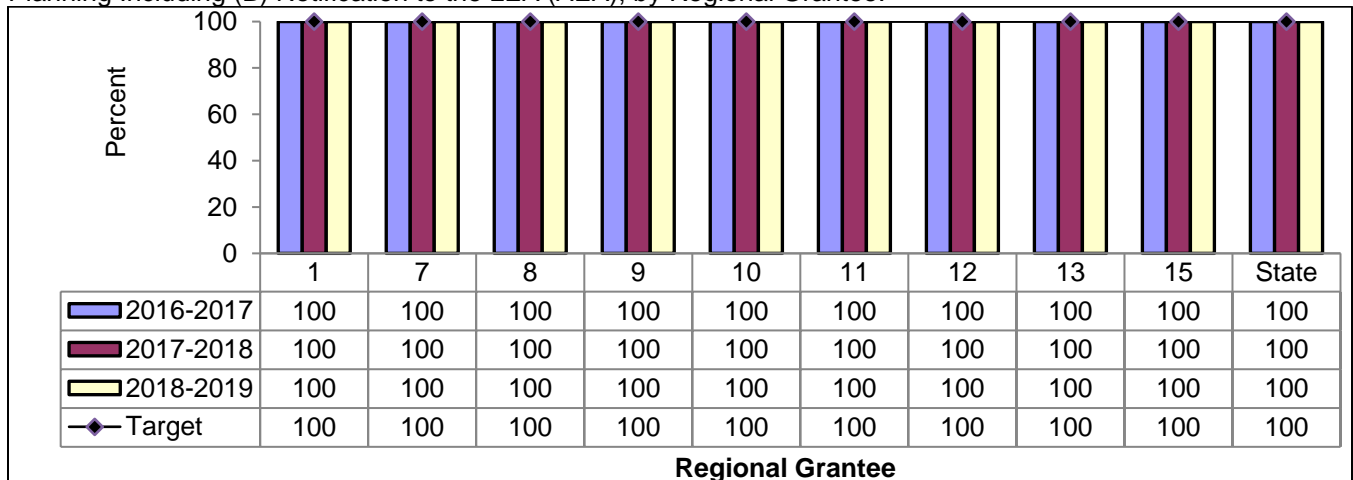 Planning Including (B) Notification to the LEA (AEA), by Regional Grantee.
100
80
60
40
20
0
Percent
1 7 8 9 10 11 12 13 15 State
2016-2017 100 100 100 100 100 100 100 100 100 100
2017-2018 100 100 100 100 100 100 100 100 100 100
2018-2019 100 100 100 100 100 100 100 100 100 100
Target 100 100 100 100 100 100 100 100 100 100
Regional Grantee